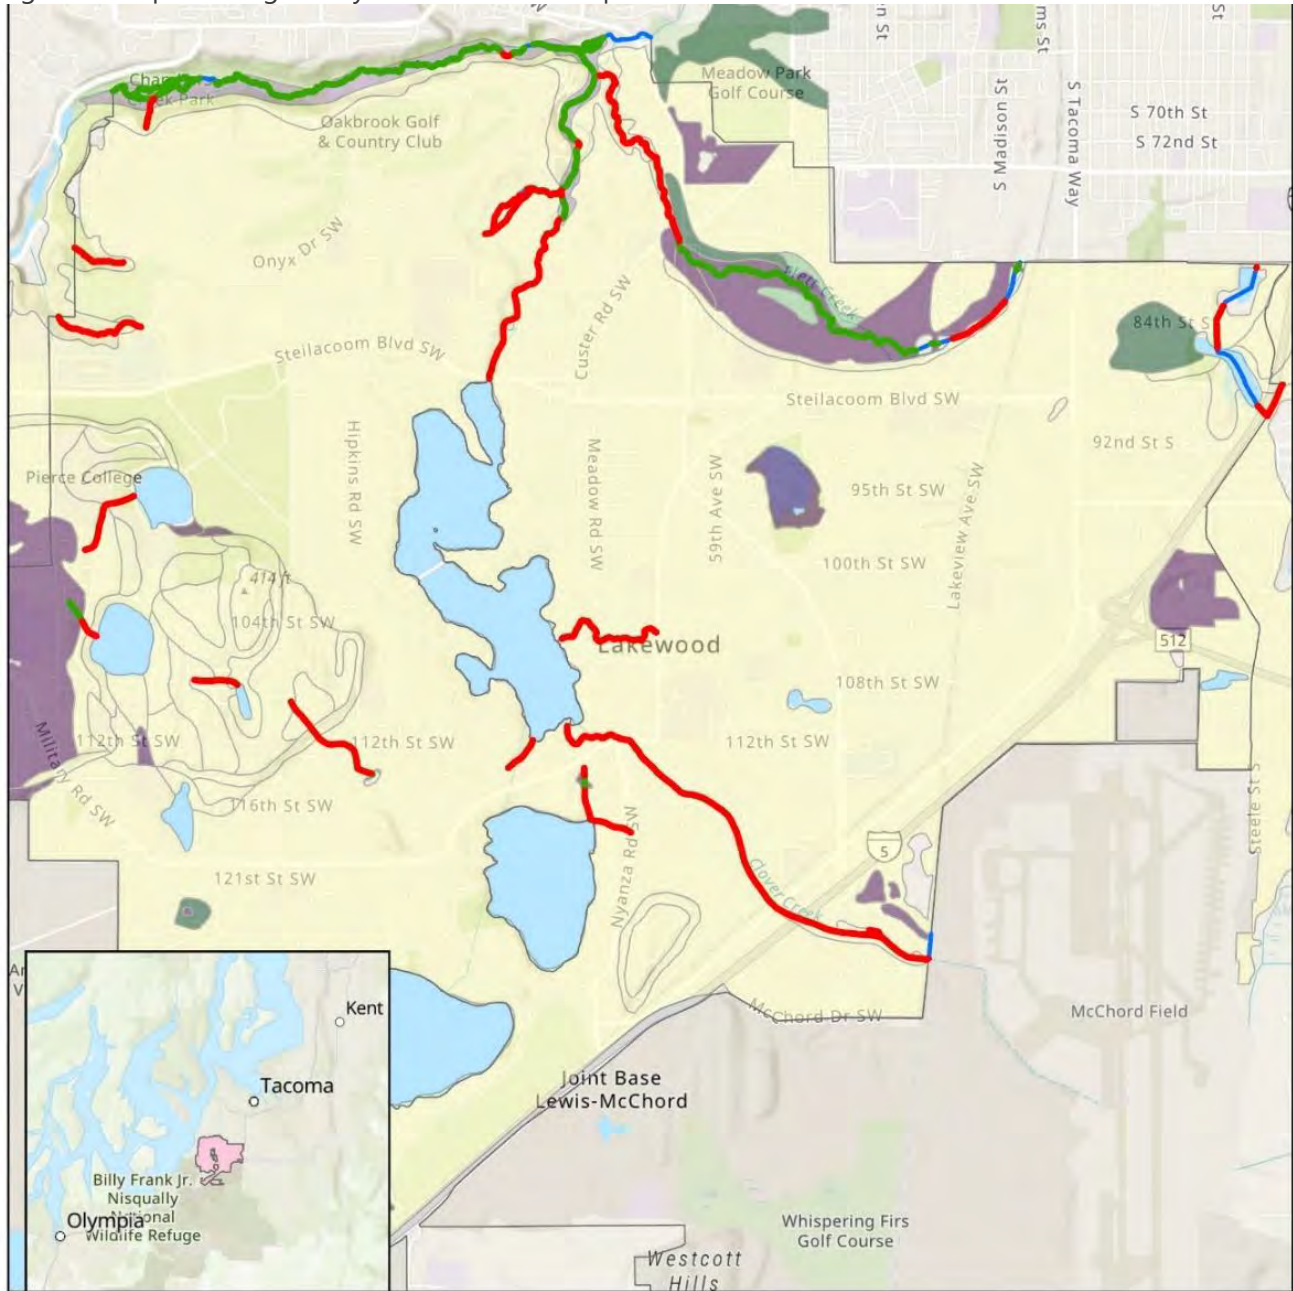 Meadow Park
Golf Course
Oakbrook Golf
& Country Club
S 70th St
S 72nd St
S Madison St
S Tacoma Way
ms St
n St
St
Onyx Dr SW
Custer Rd SW
Flett Creek
84th St S
Steilacoom Blvd SW
Steilacoom Blvd SW
92nd St S
Hipkins Rd SW
Meadow Rd SW
59th Ave SW
Lakeview Ave SW
Pierce College
95th St SW
100th St SW
414 ft
104th St SW
Lakewood
512
108th St SW
112th St SW
112th St SW
112th St SW
Military Rd SW
116th St SW
Nyanza Rd SW
5
Steele St S
121st St SW
Clover Creek
McChord Dr SW
McChord Field
Joint Base
Lewis-McChord
Whispering Firs
Golf Course
Westcott
Hills
Kent
Tacoma
Billy Frank Jr.
Nisqually
National
Wildlife Refuge
Olympia